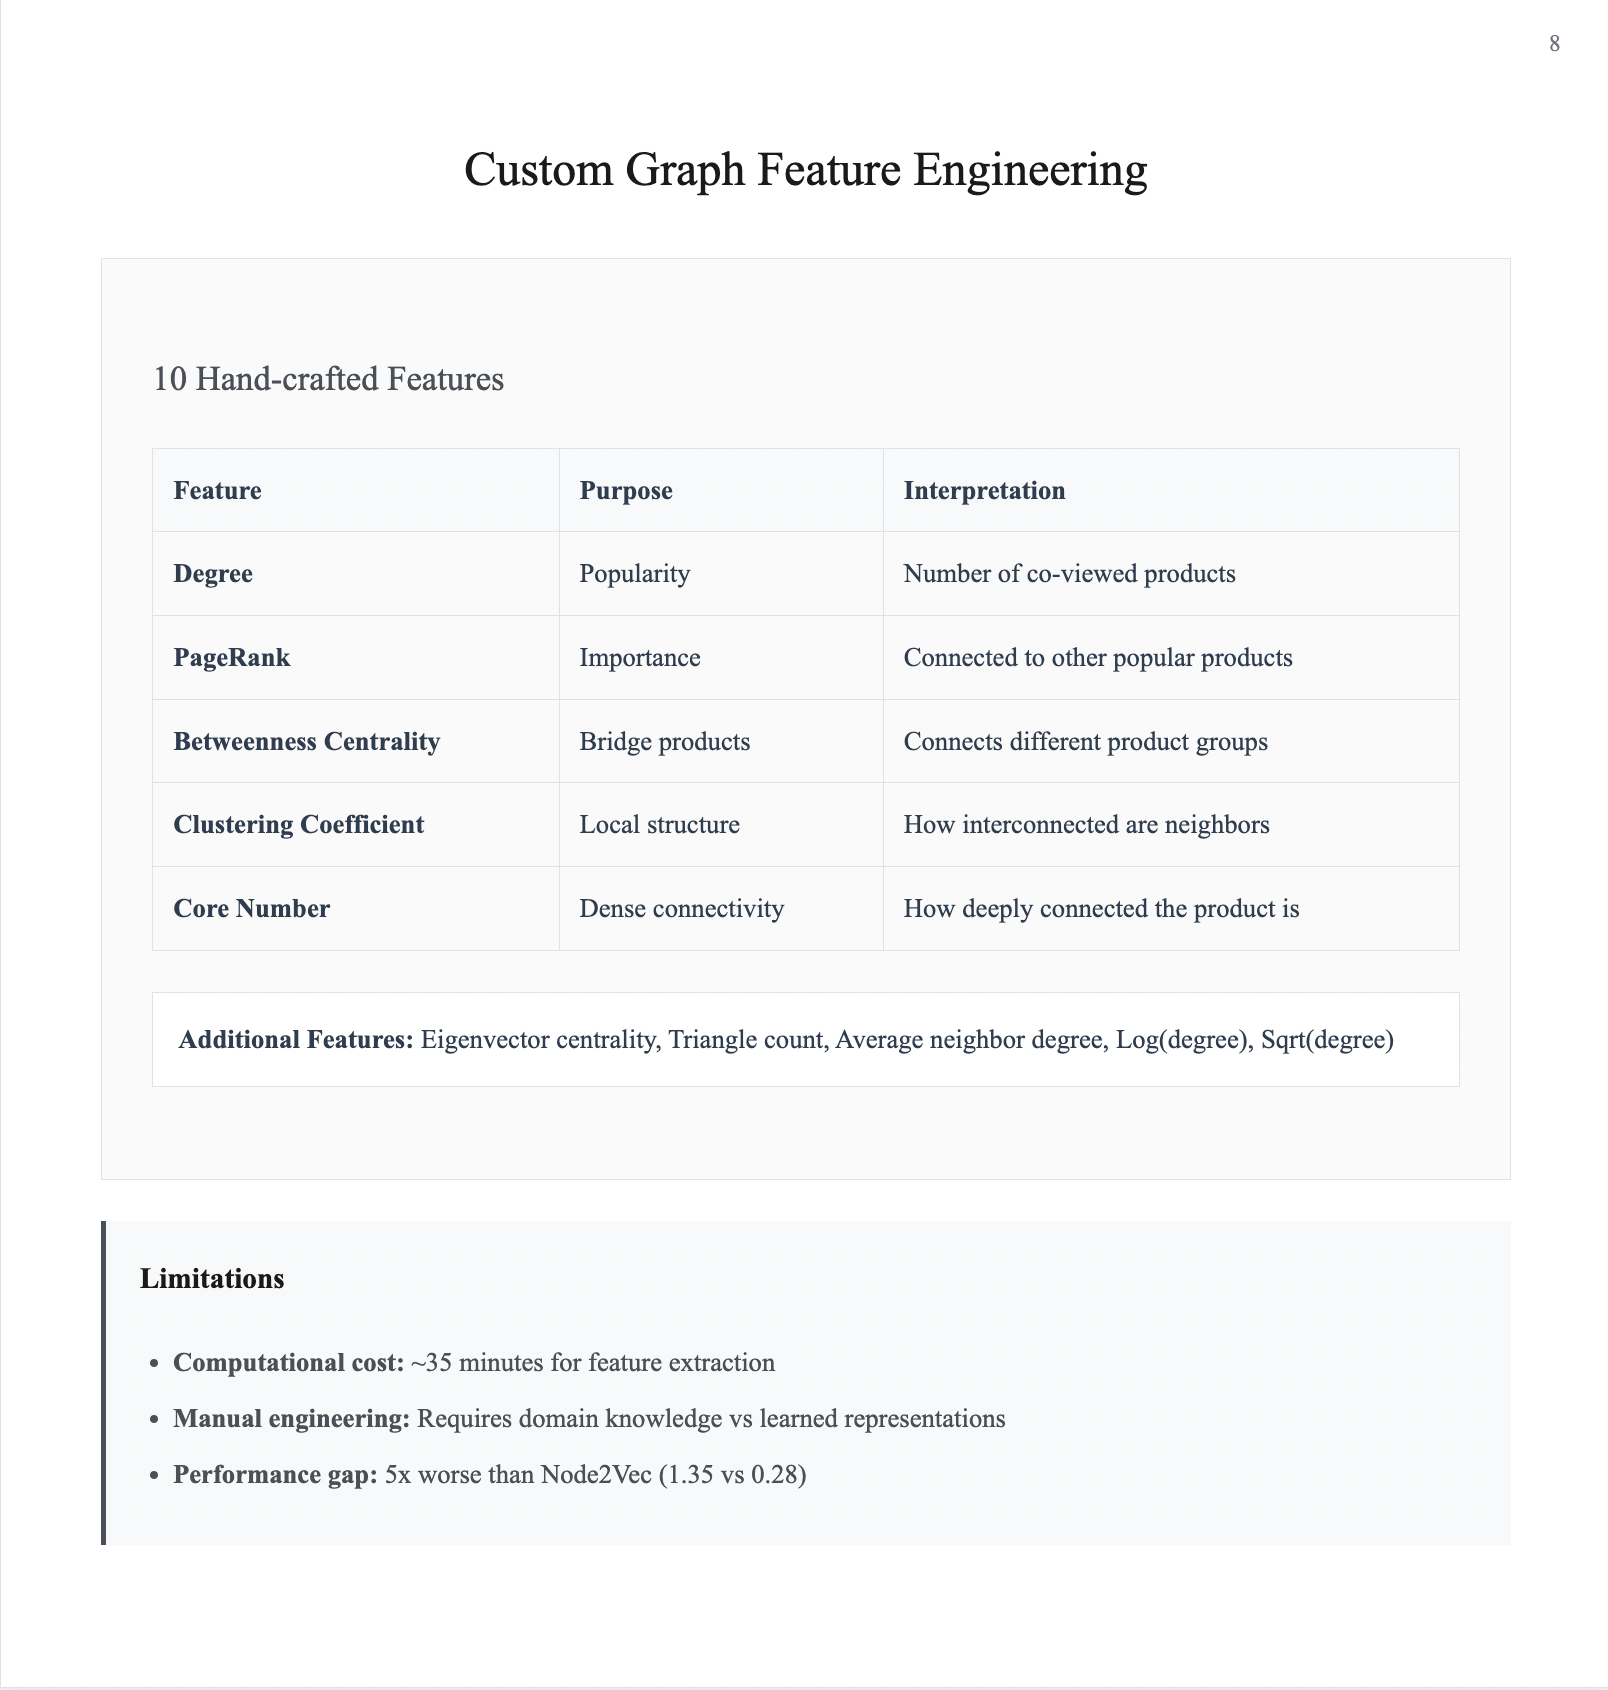 8
Custom Graph Feature Engineering
10 Hand-crafted Features
Feature Purpose Interpretation
Degree Popularity Number of co-viewed products
PageRank Importance Connected to other popular products
Betweenness Centrality Bridge products Connects different product groups
Clustering Coefficient Local structure How interconnected are neighbors
Core Number Dense connectivity How deeply connected the product is
Additional Features: Eigenvector centrality, Triangle count, Average neighbor degree, Log(degree), Sqrt(degree)
Limitations
• Computational cost: ~35 minutes for feature extraction
• Manual engineering: Requires domain knowledge vs learned representations
• Performance gap: 5x worse than Node2Vec (1.35 vs 0.28)